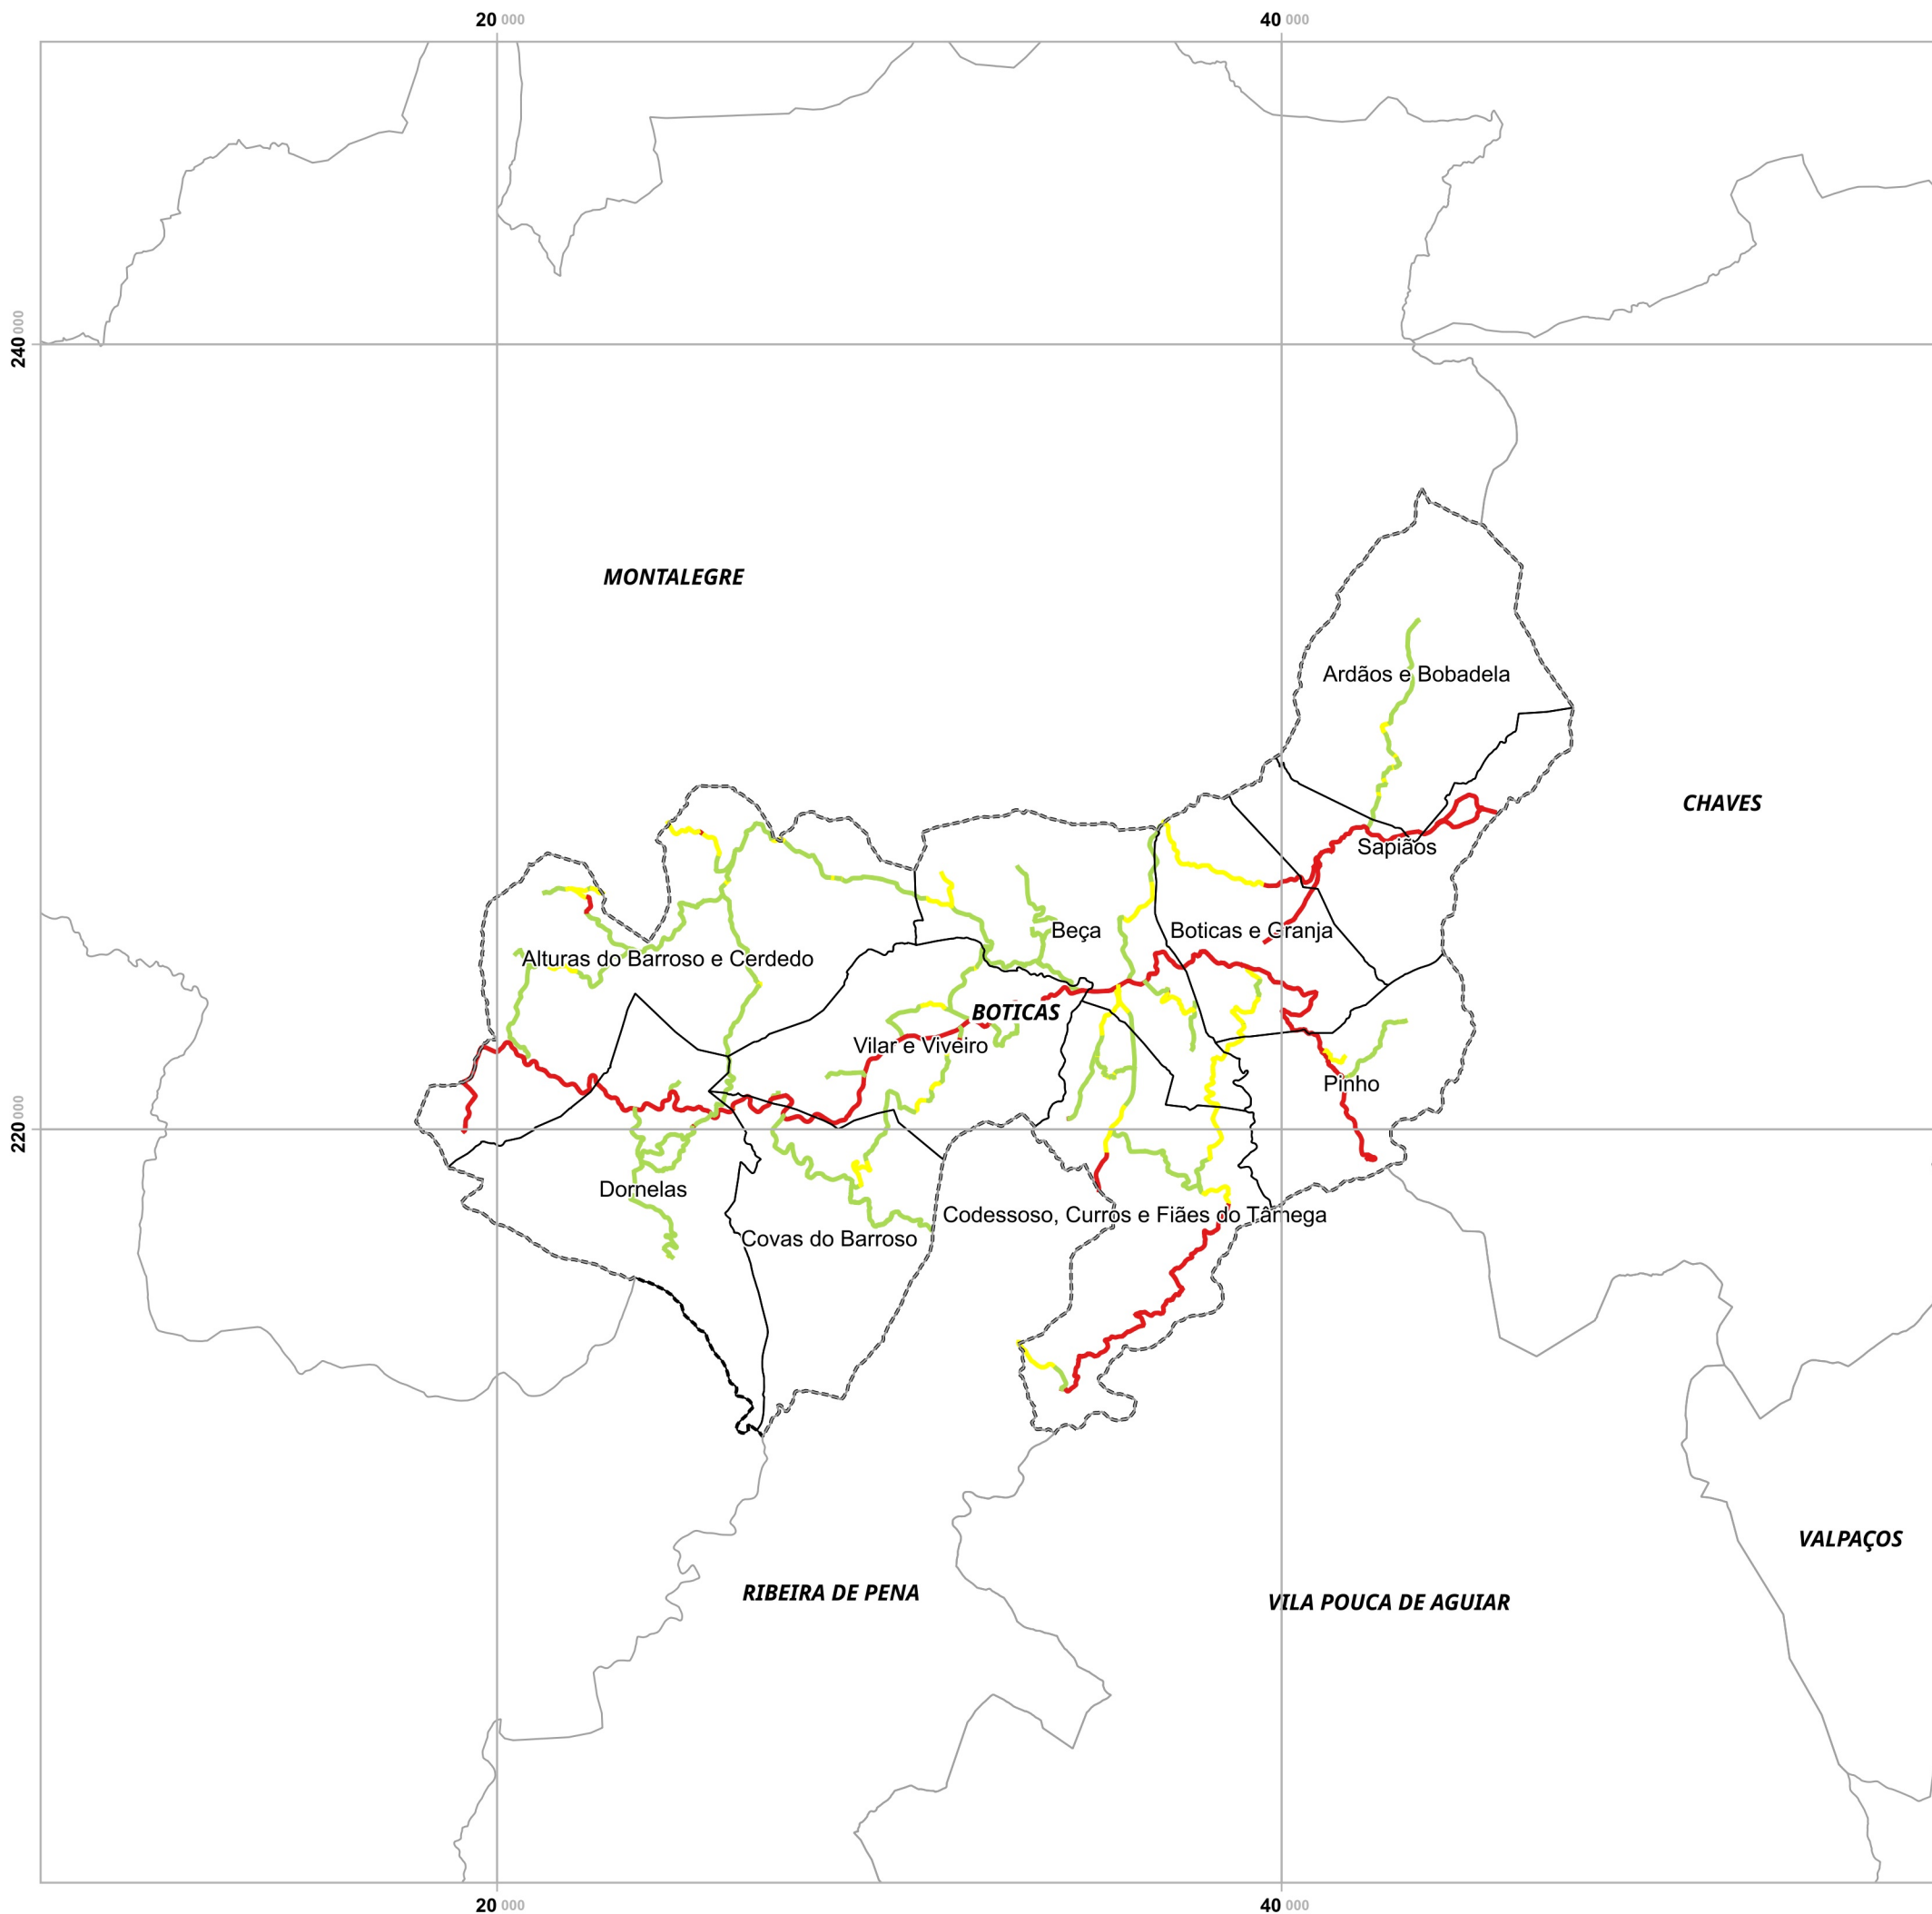 20 000
40 000
240 000
MONTALEGRE
Ardãos e Bobadela
CHAVES
Sapiãos
Beça
Boticas e Granja
Alturas do Barroso e Cerdedo
BOTICAS
Vilar e Viveiro
Pinho
220 000
Dornelas
Codessoso, Curros e Fiães do Tâmega
Covas do Barroso
VALPAÇOS
RIBEIRA DE PENA
VILA POUCA DE AGUIAR
20 000
40 000